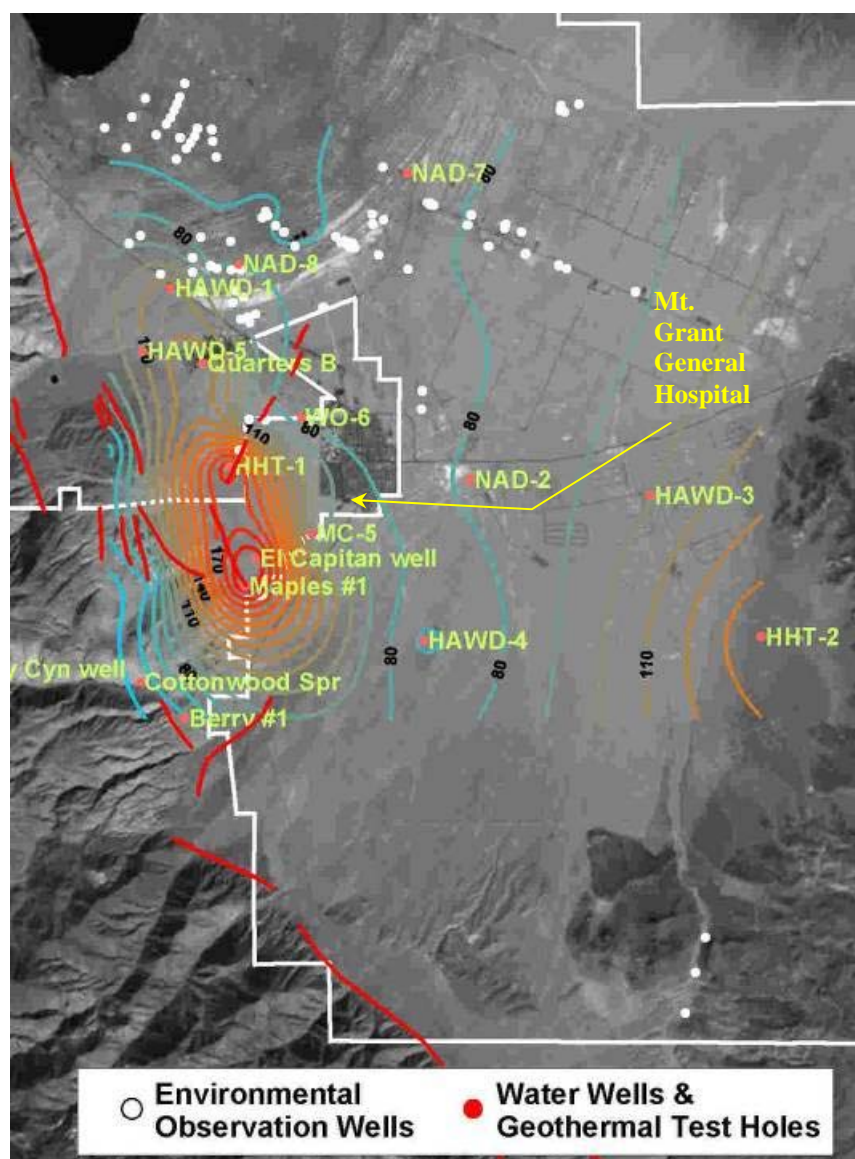 NAD-7
80
80
NAD-8
HAWD-1
Mt.
Grant
General
Hospital
HAWD-5
Quarters B
WO-6
110
80
80
HHT-1
NAD-2
HAWD-3
MC-5
El Capitan well
170
Maples #1
110
HAWD-4
HHT-2
80
80
110
y Cyn well
Cottonwood Spr
Berry #1
Environmental
Observation Wells
Water Wells &
Geothermal Test Holes